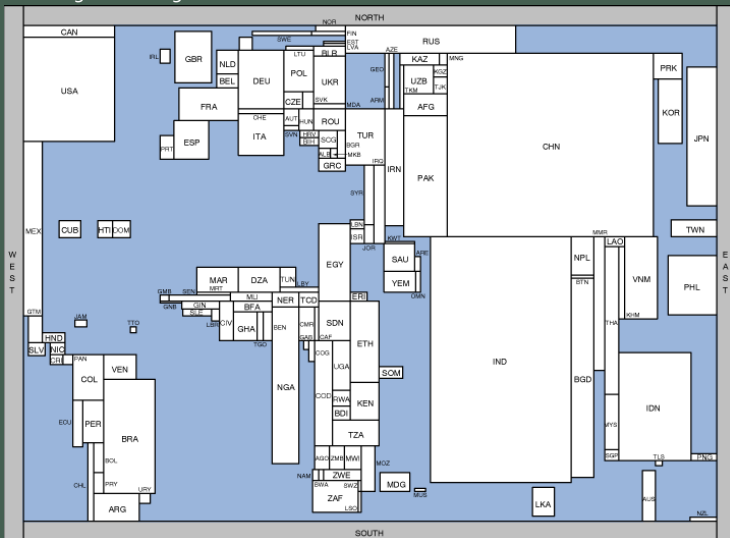 NORTH
NOR
CAN
FIN
SWE
RUS
EST
LVA
AZE
IRL
GBR
LTU
BLR
KAZ
MNG
NLD
DEU
POL
UKR
GEO
UZB
KGZ
PRK
BEL
TJK
USA
TKM
FRA
CZE
SVK
MDA
ARM
AFG
KOR
CHE
AUT
HUN
ROU
ITA
SVN
HRV
BIH
SCG
BGR
TUR
CHN
JPN
PRT
ESP
ALB
MKB
GRC
IRQ
IRN
PAK
SYR
MEX
CUB
HTI
DOM
LBN
ISR
JOR
KWT
MMR
LAO
TWN
WEST
EAST
EGY
SAU
ARE
NPL
VNM
PHL
MAR
DZA
TUN
LBY
YEM
OMN
BTN
MRT
GMB
SEN
GNB
GIN
MLI
NER
TCD
ERI
SLE
BFA
GTM
JAM
TTO
LBR
CIV
GHA
TGO
BEN
CMR
SDN
ETH
KHM
THA
HND
SLV
NIC
CRI
PAN
GAB
CAF
COG
UGA
IND
COL
VEN
NGA
COD
SOM
BGD
IDN
RWA
KEN
BDI
ECU
PER
BRA
TZA
MYS
BOL
AGO
ZMB
MWI
MOZ
SGP
TLS
PNG
CHL
PRY
URY
NAM
ZWE
BWA
SWZ
MDG
MUS
AUS
ARG
ZAF
LSO
LKA
NZL
SOUTH